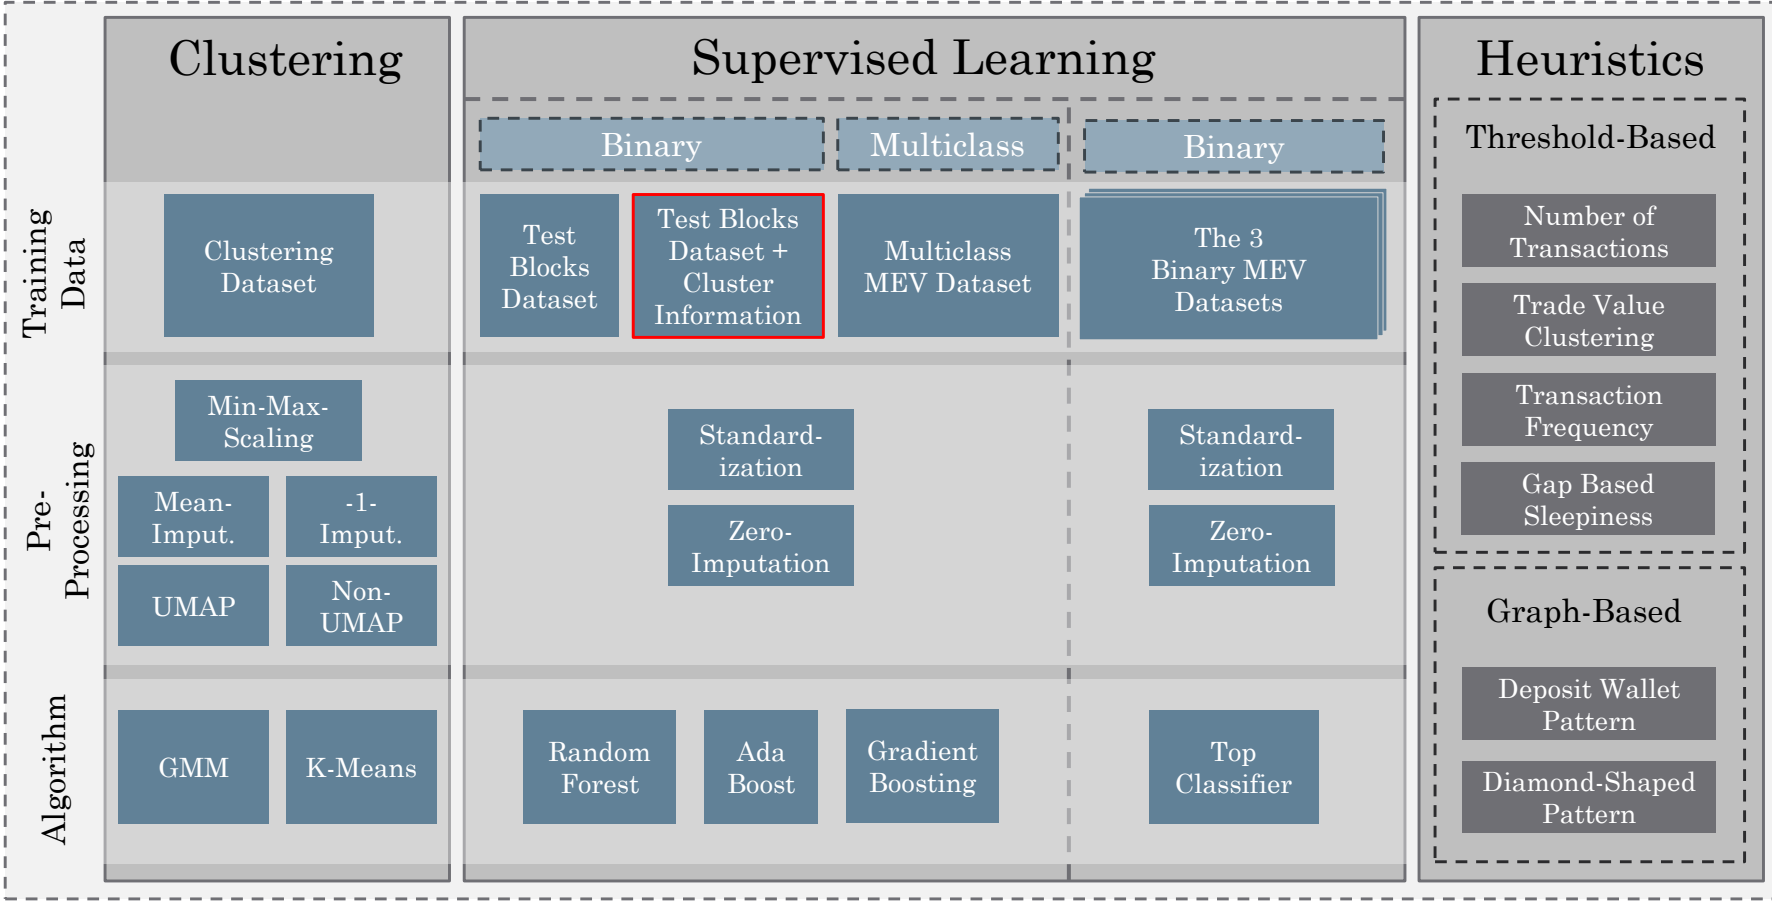 Clustering
Supervised Learning
Heuristics
Binary
Multiclass
Binary
Training
Data
Clustering
Dataset
Test
Blocks
Dataset
Test Blocks
Dataset +
Cluster
Information
Multiclass
MEV Dataset
The 3
Binary MEV
Datasets
Pre-
Processing
Min-Max-
Scaling
Mean-
Imput.
-1-
Imput.
UMAP
Non-
UMAP
Standard-
ization
Zero-
Imputation
Standard-
ization
Zero-
Imputation
Algorithm
GMM
K-Means
Random
Forest
Ada
Boost
Gradient
Boosting
Top
Classifier
Threshold-Based
Number of
Transactions
Trade Value
Clustering
Transaction
Frequency
Gap Based
Sleepiness
Graph-Based
Deposit Wallet
Pattern
Diamond-Shaped
Pattern